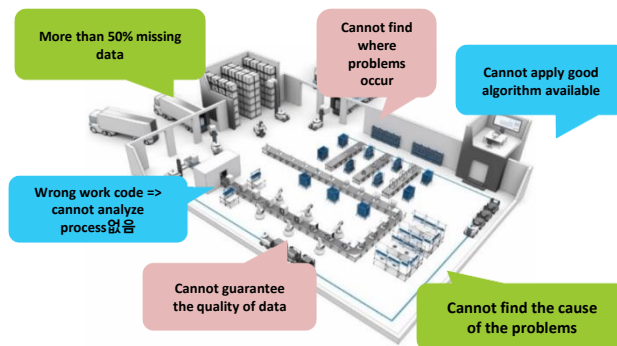 More than 50% missing
data
Cannot find
where
problems
occur
Cannot apply good
algorithm available
Wrong work code =>
cannot analyze
process없음
Cannot guarantee
the quality of data
Cannot find the cause
of the problems